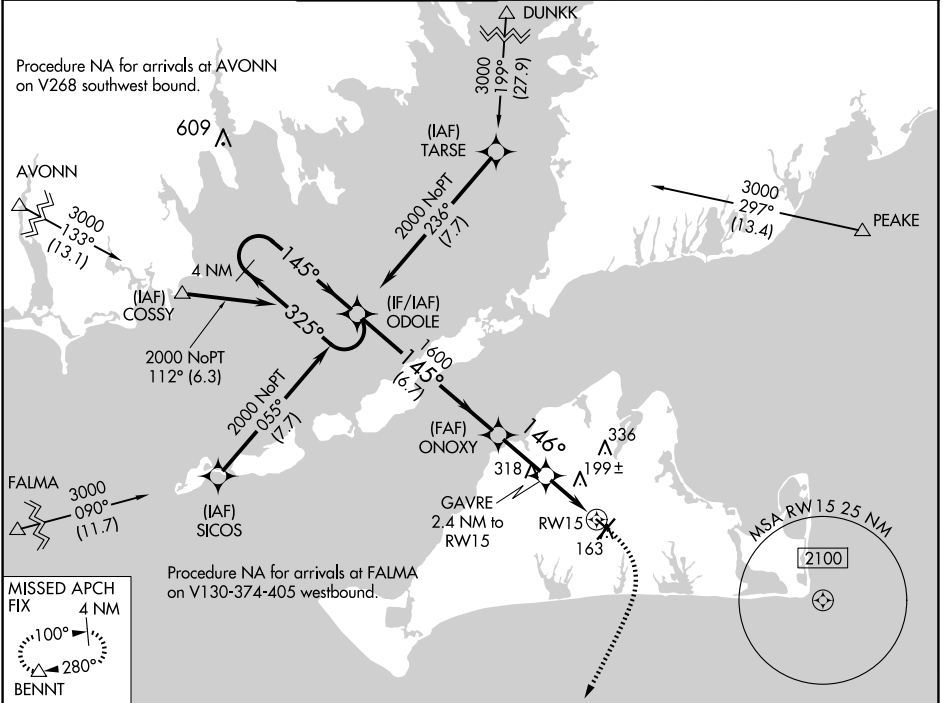 DUNKK
3000
199°
(27.9)
Procedure NA for arrivals at AVONN
on V268 southwest bound.
609
(IAF)
TARSE
AVONN
3000
133°
(13.1)
2000 NoPT
236°
(7.7)
3000
297°
(13.4)
PEAKE
4 NM
145°
325°
(IAF)
COSSY
2000 NoPT
112° (6.3)
(IF/IAF)
ODOLE
1600
145°
(6.7)
2000 NoPT
055°
(7.7)
(FAF)
ONOXY
146°
336
318
199±
FALMA
3000
090°
(11.7)
(IAF)
SICOS
GAVRE
2.4 NM to
RW15
RW15
163
MSA RW15 25 NM
2100
Procedure NA for arrivals at FALMA
on V130-374-405 westbound.
MISSED APCH
FIX
4 NM
100°
280°
BENNT